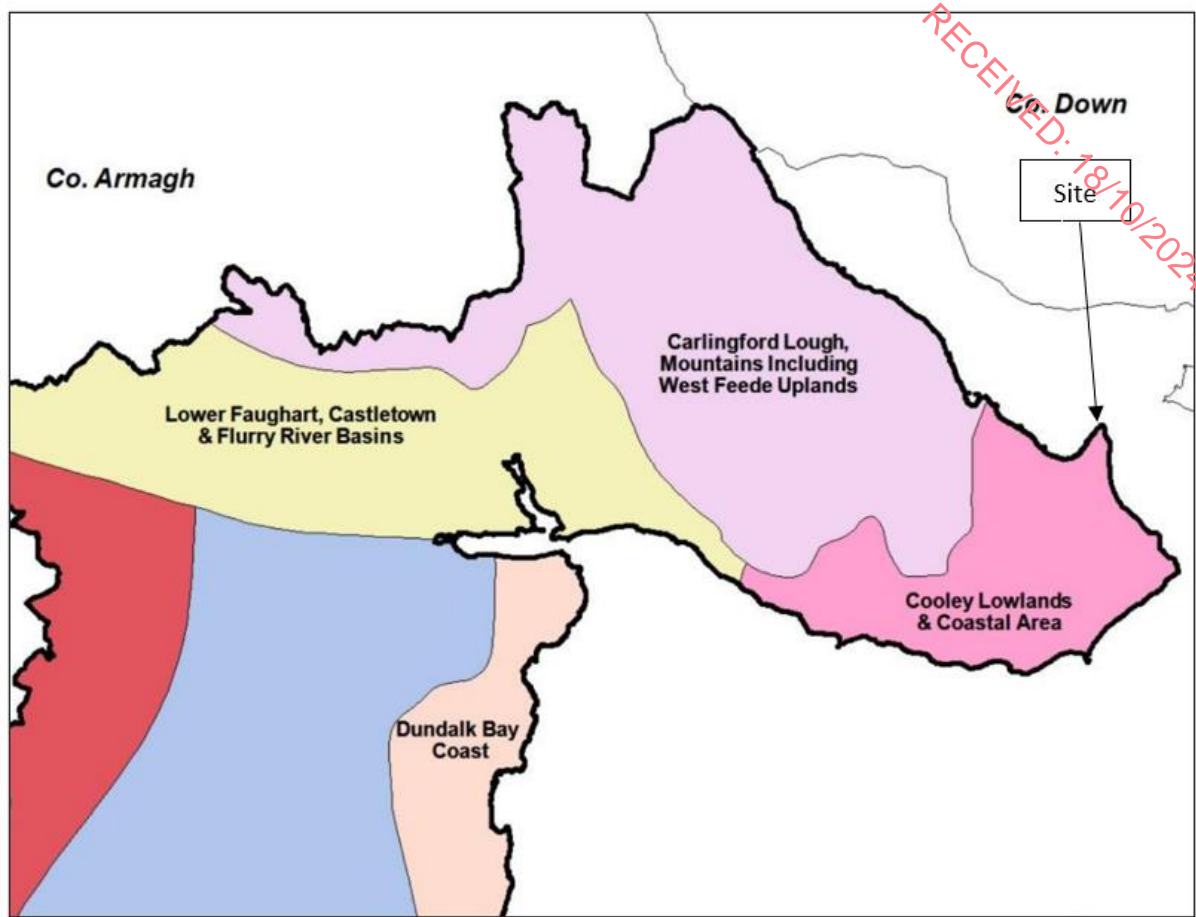 RECEIVED: 18/10/2024
Co. Down
Co. Armagh
Site
Carlingford Lough,
Mountains Including
West Feede Uplands
Lower Faughart, Castletown
& Flurry River Basins
Cooley Lowlands
& Coastal Area
Dundalk Bay
Coast